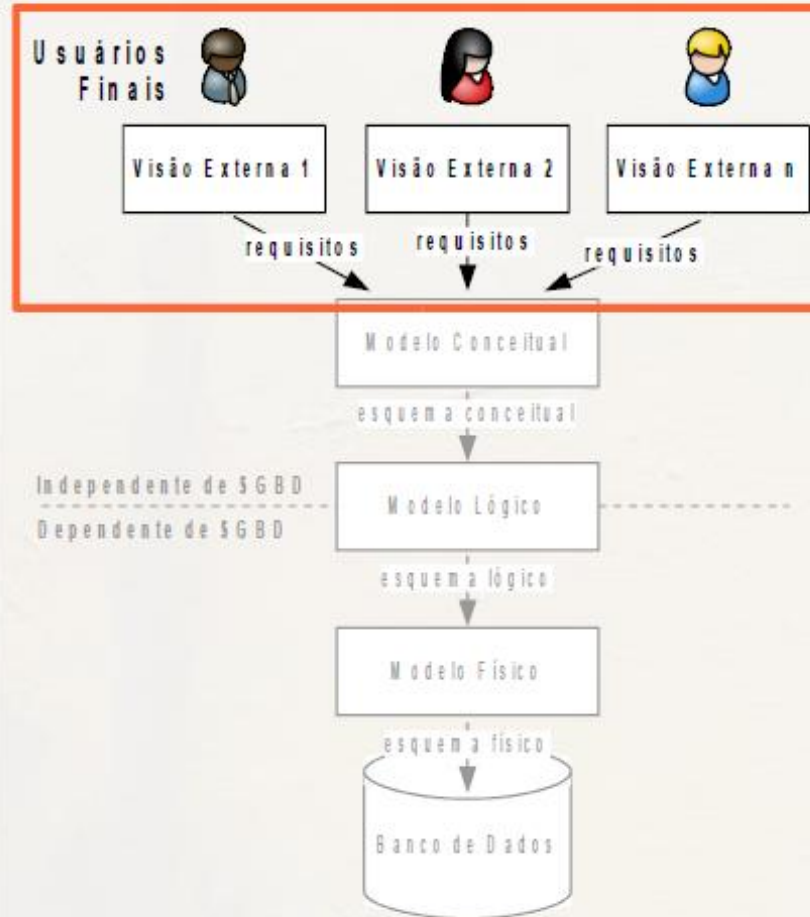 Usuários
Finais
Visão Externa 1
Visão Externa 2
Visão Externa n
requisitos
requisitos
requisitos
Modelo Conceitual
esquema conceitual
Independente de SGBD
Modelo Lógico
Dependente de SGBD
esquema lógico
Modelo Físico
esquema físico
Banco de Dados